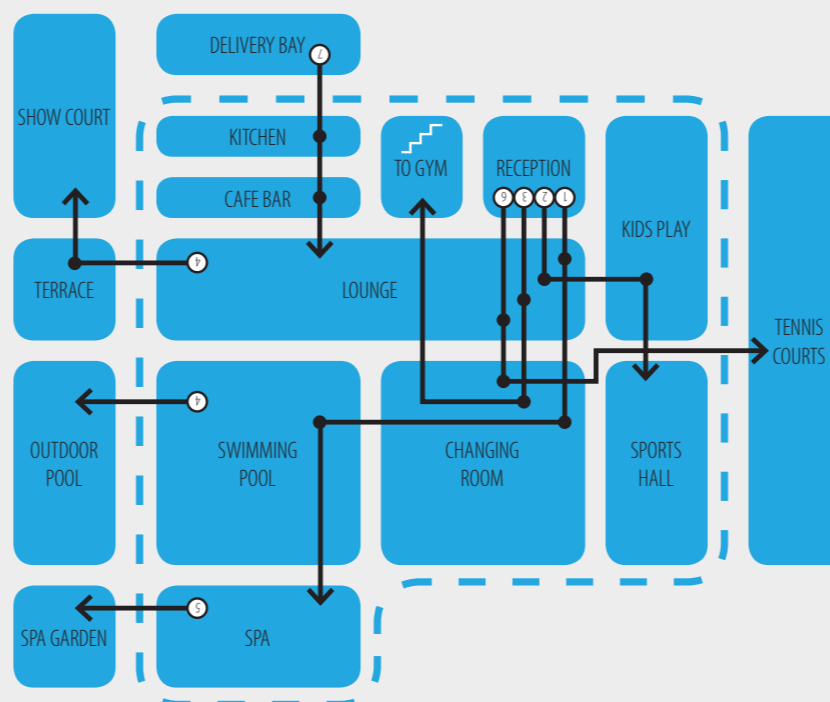 DELIVERY BAY
7
SHOW COURT
KITCHEN
CAFE BAR
TO GYM
RECEPTION
6 3 2 1
KIDS PLAY
TERRACE
4
LOUNGE
TENNIS
COURTS
4
OUTDOOR
POOL
SWIMMING
POOL
CHANGING
ROOM
SPORTS
HALL
5
SPA GARDEN
SPA